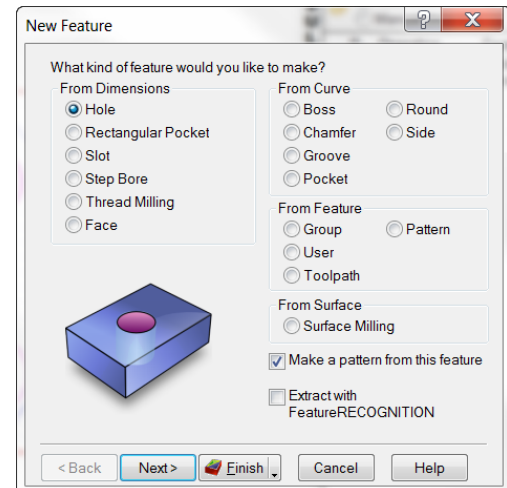 New Feature
What kind of feature would you like to make?
From Dimensions
Hole
Rectangular Pocket
Slot
Step Bore
Thread Milling
Face
From Curve
Boss
Round
Chamfer
Side
Groove
Pocket
From Feature
Group
Pattern
User
Toolpath
From Surface
Surface Milling
Make a pattern from this feature
Extract with
FeatureRECOGNITION
< Back
Next >
Finish
Cancel
Help